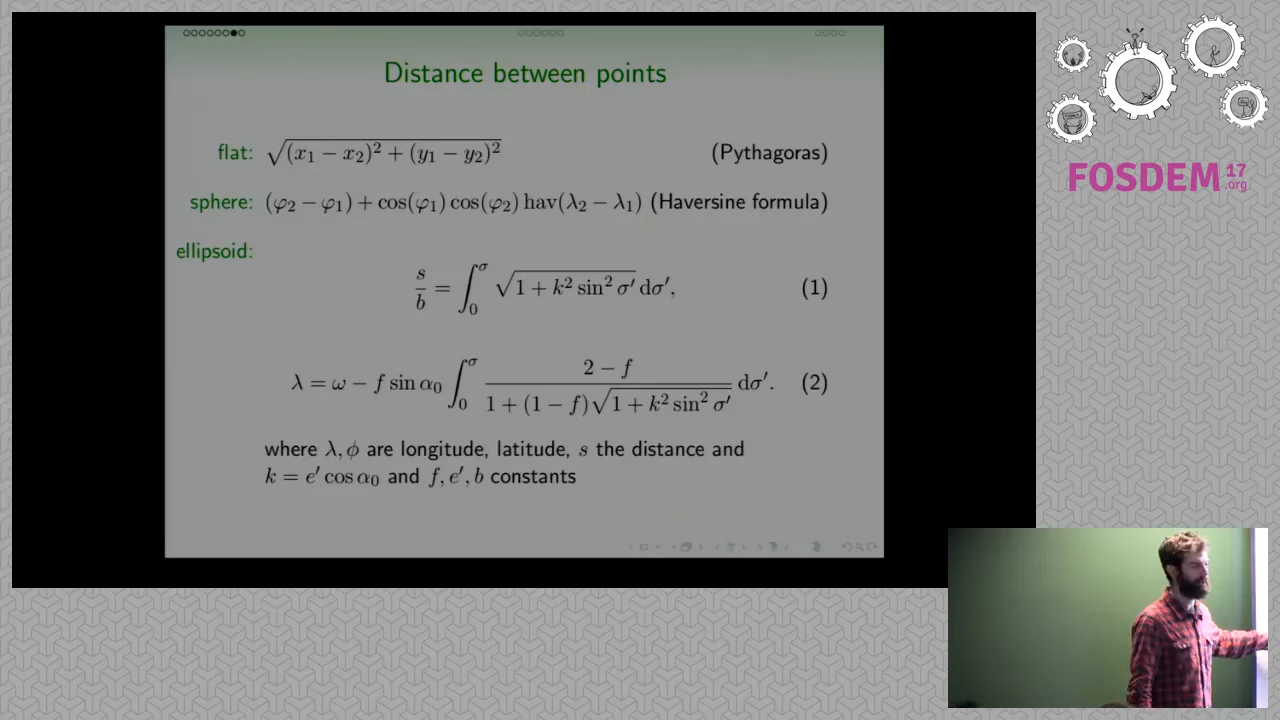 Distance between points
flat: √(x₁ − x₂)² + (y₁ − y₂)² (Pythagoras)
sphere: (φ₂ − φ₁) + cos(φ₁) cos(φ₂) hav(λ₂ − λ₁) (Haversine formula)
ellipsoid:
s/b = ∫₀^σ √(1 + k² sin² σ′) dσ′, (1)
λ = ω − f sin α₀ ∫₀^σ (2 − f)/(1 + (1 − f)√(1 + k² sin² σ′)) dσ′. (2)
where λ, ϕ are longitude, latitude, s the distance and
k = e′ cos α₀ and f, e′, b constants
FOSDEM 17
.org